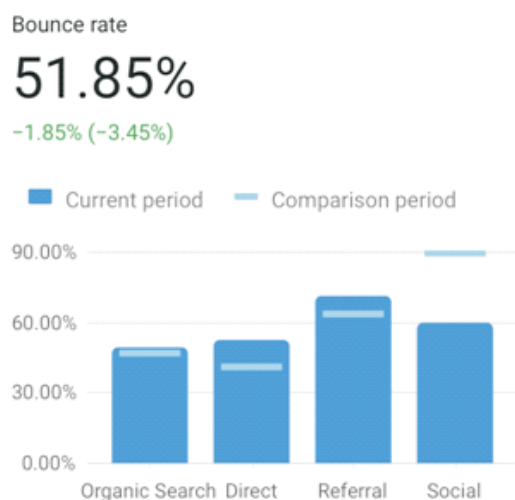 Bounce rate
51.85%
−1.85% (−3.45%)
Current period Comparison period
90.00%
60.00%
30.00%
0.00%
Organic Search Direct Referral Social